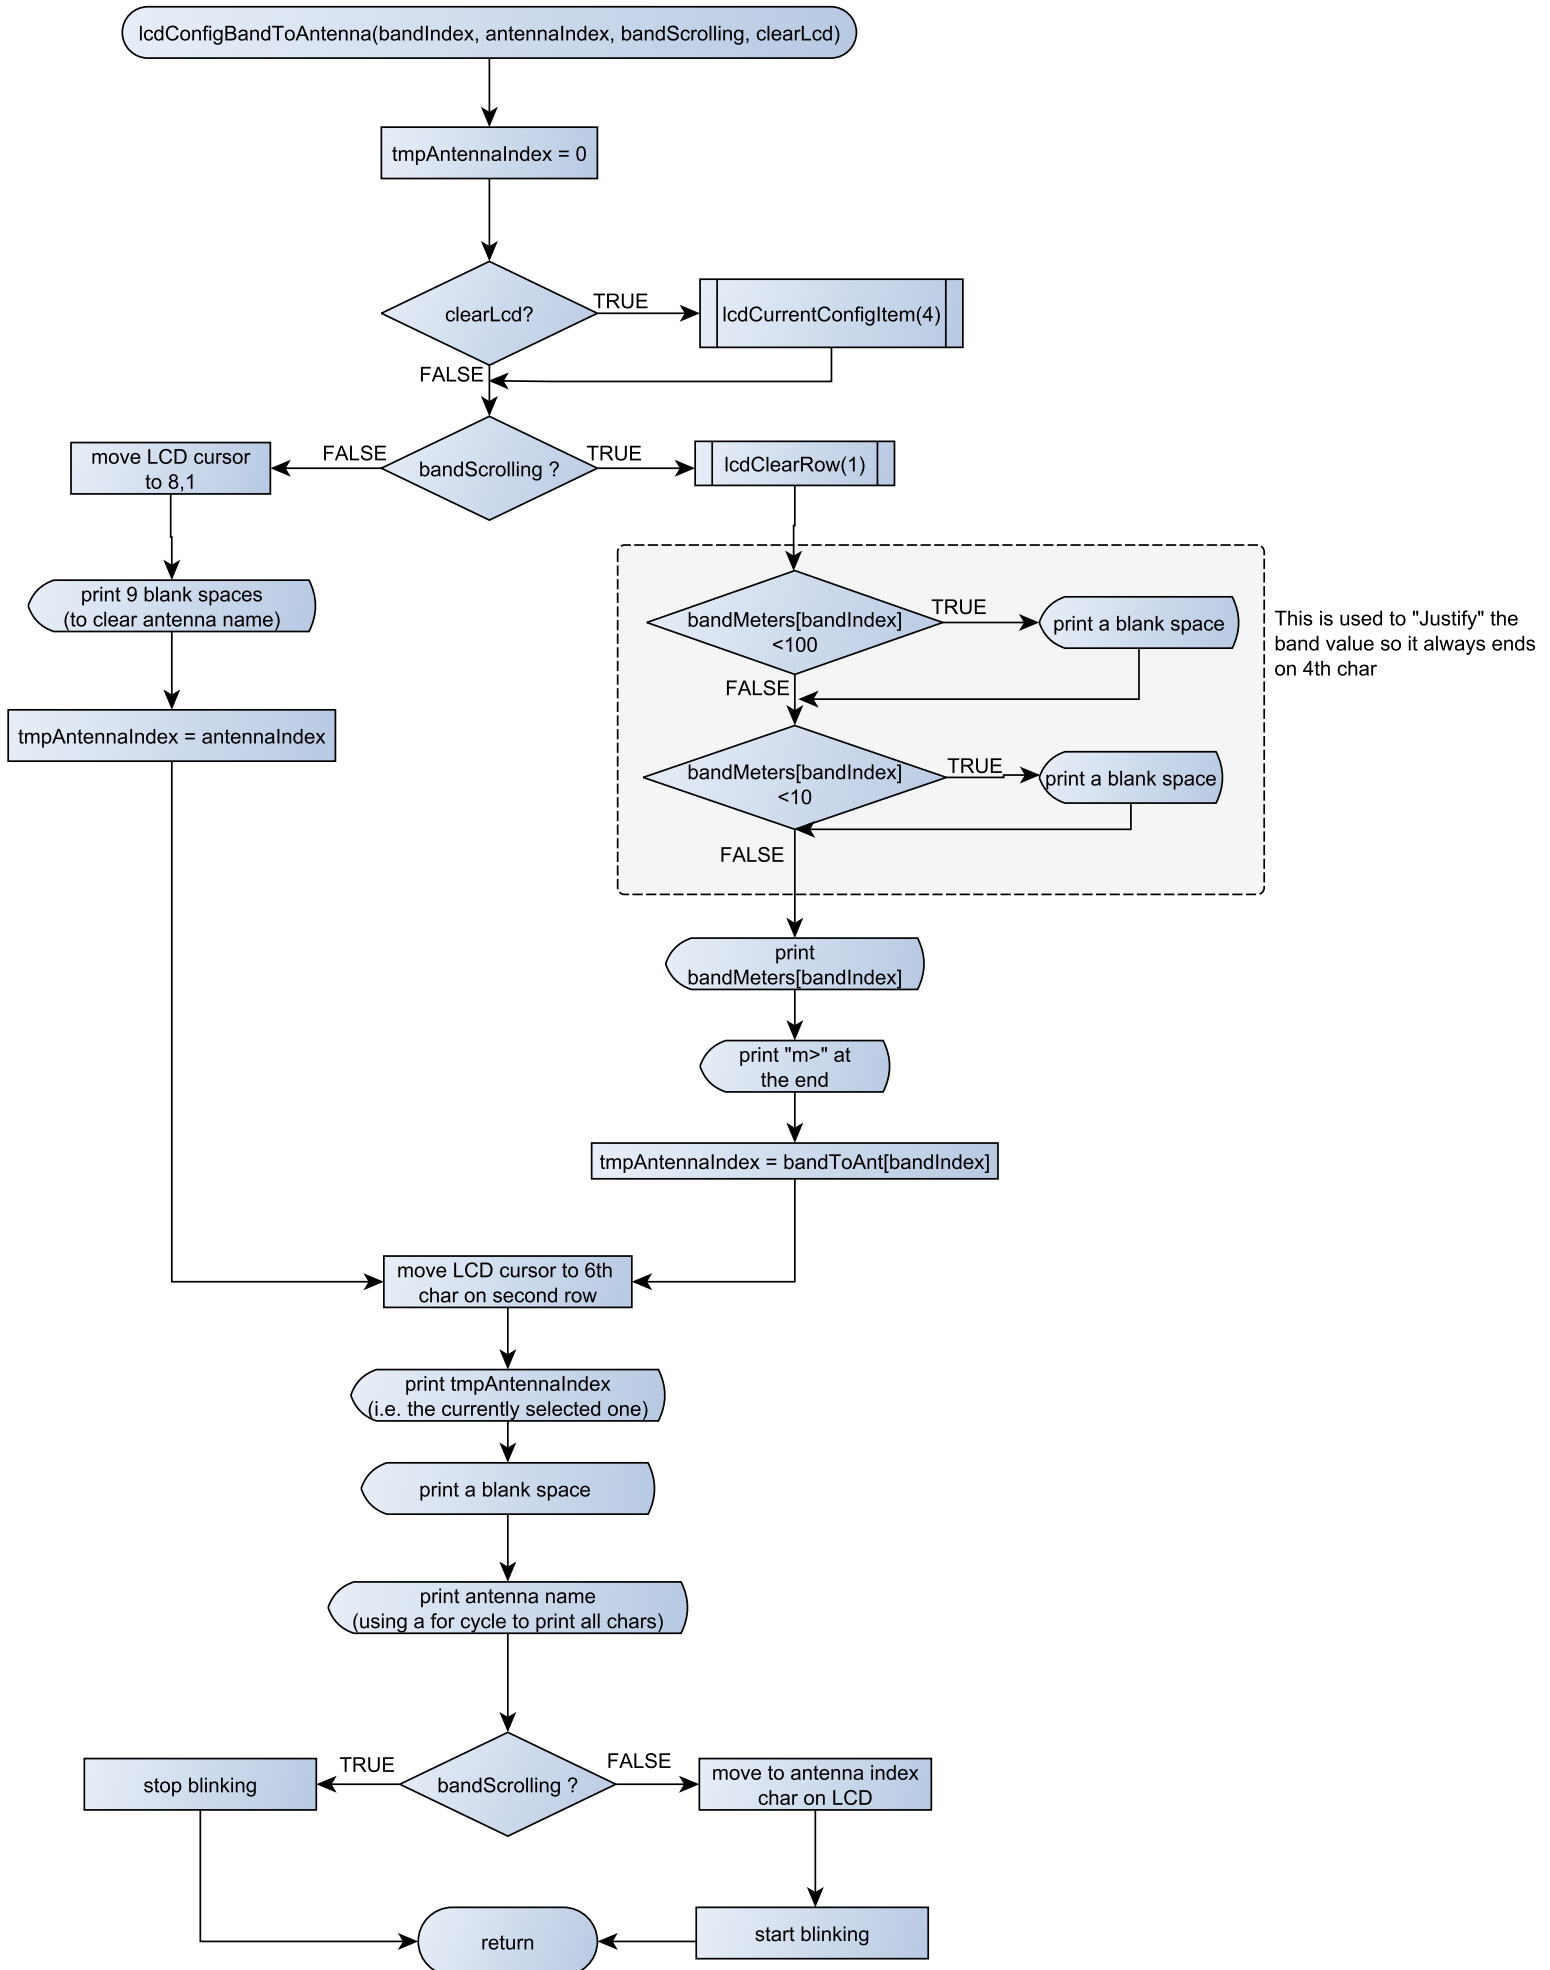 lcdConfigBandToAntenna(bandIndex, antennaIndex, bandScrolling, clearLcd)
tmpAntennaIndex = 0
clearLcd?
TRUE
lcdCurrentConfigItem(4)
FALSE
bandScrolling ?
FALSE
TRUE
move LCD cursor
to 8,1
print 9 blank spaces
(to clear antenna name)
tmpAntennaIndex = antennaIndex
lcdClearRow(1)
bandMeters[bandIndex]
<100
TRUE
print a blank space
This is used to "Justify" the
band value so it always ends
on 4th char
FALSE
bandMeters[bandIndex]
<10
TRUE
print a blank space
FALSE
print
bandMeters[bandIndex]
print "m>" at
the end
tmpAntennaIndex = bandToAnt[bandIndex]
move LCD cursor to 6th
char on second row
print tmpAntennaIndex
(i.e. the currently selected one)
print a blank space
print antenna name
(using a for cycle to print all chars)
bandScrolling ?
TRUE
stop blinking
FALSE
move to antenna index
char on LCD
start blinking
return